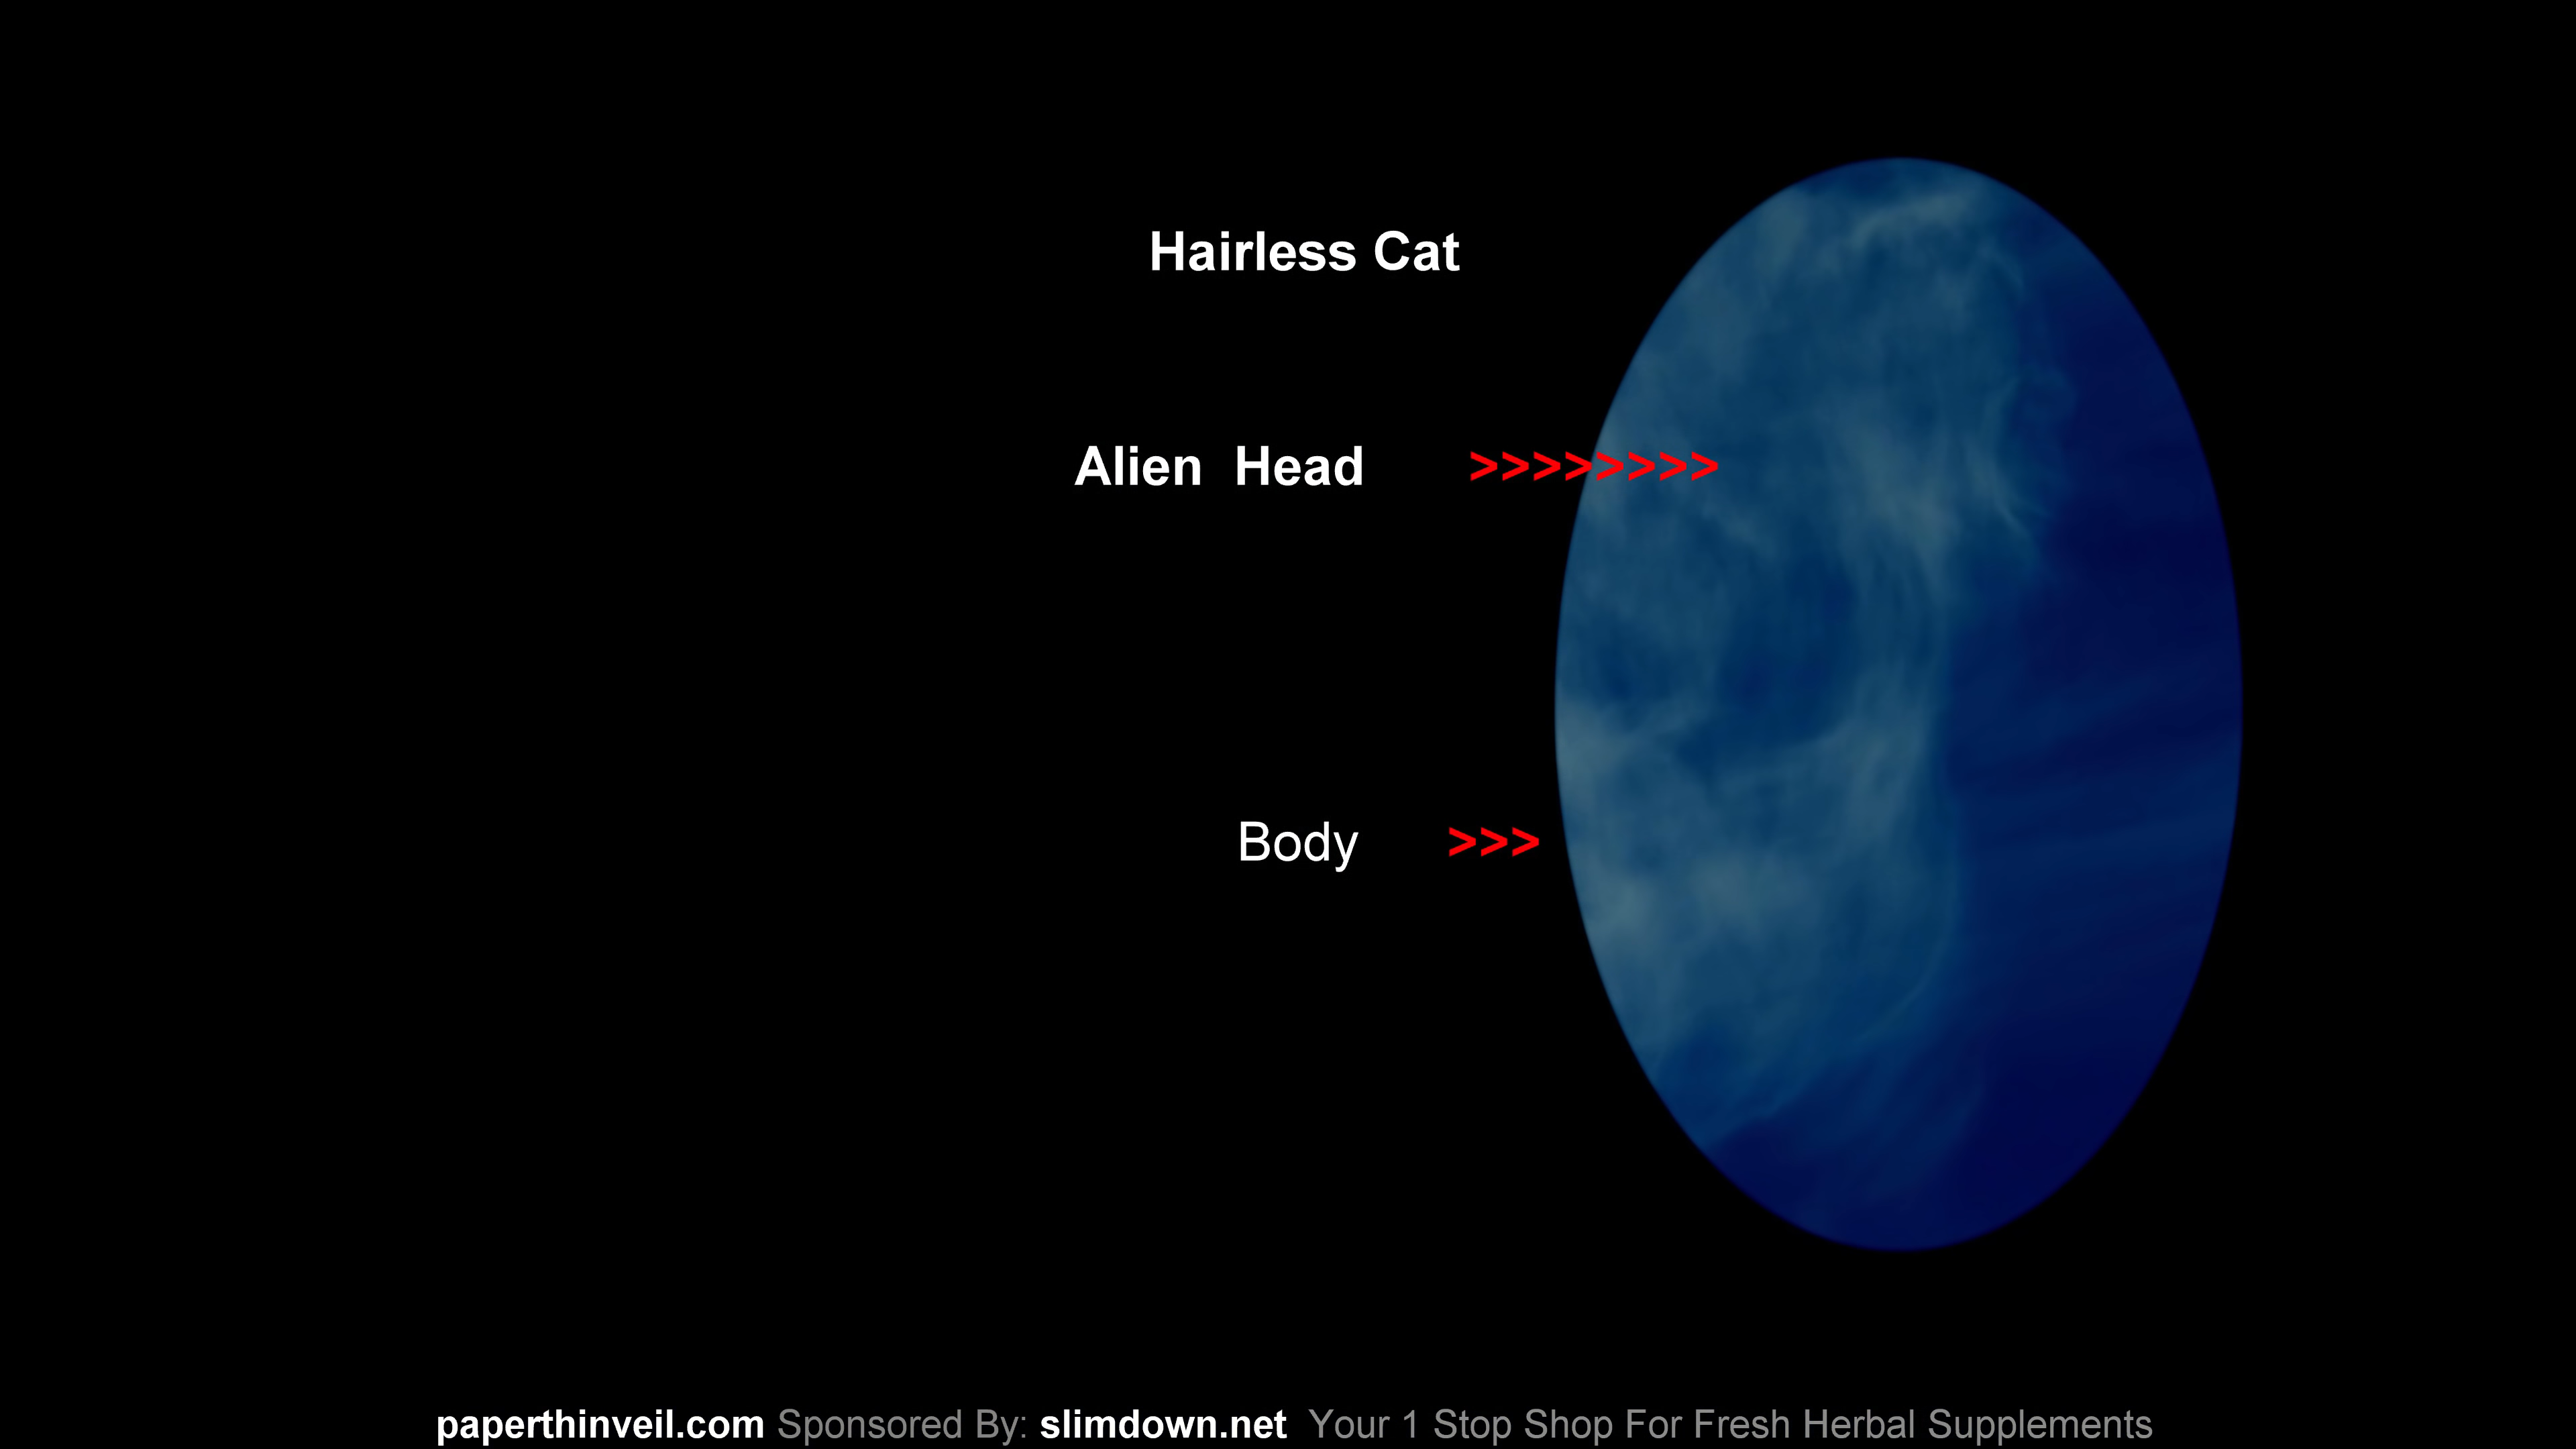 Hairless Cat
Alien Head >>>>>>>>
Body >>>
paperthinveil.com Sponsored By: slimdown.net Your 1 Stop Shop For Fresh Herbal Supplements